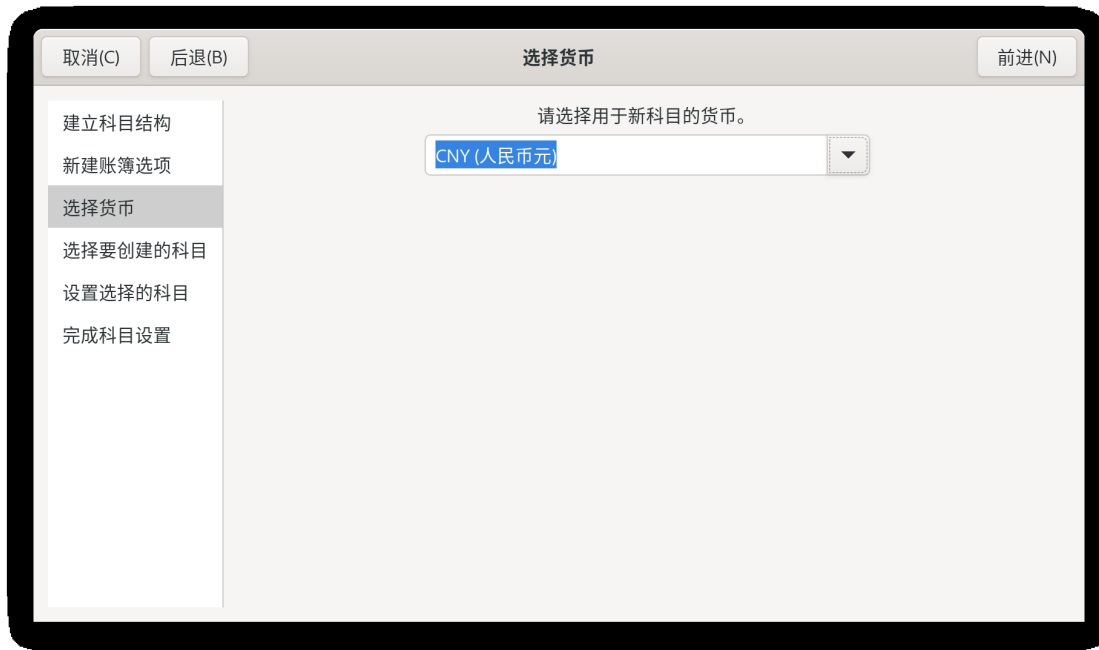 取消(C)
后退(B)
选择货币
前进(N)
建立科目结构
新建账簿选项
选择货币
选择要创建的科目
设置选择的科目
完成科目设置
请选择用于新科目的货币。
CNY (人民币元)